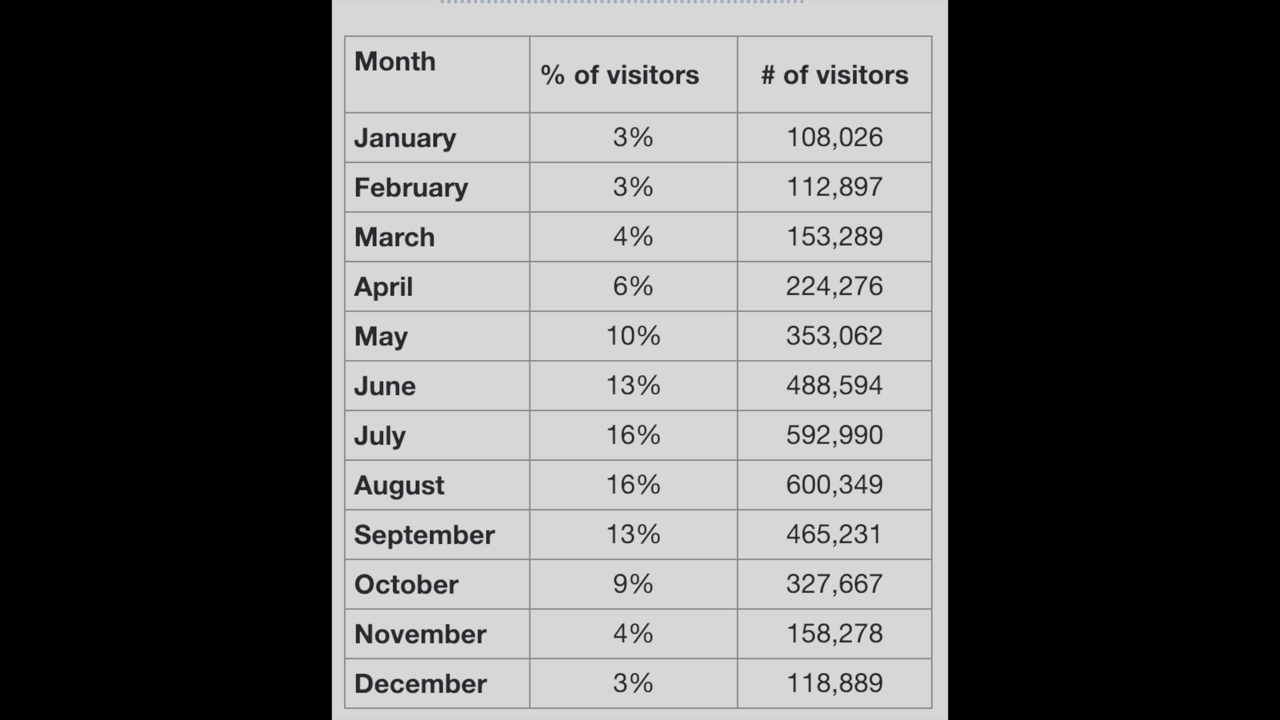 Month % of visitors # of visitors
January 3% 108,026
February 3% 112,897
March 4% 153,289
April 6% 224,276
May 10% 353,062
June 13% 488,594
July 16% 592,990
August 16% 600,349
September 13% 465,231
October 9% 327,667
November 4% 158,278
December 3% 118,889